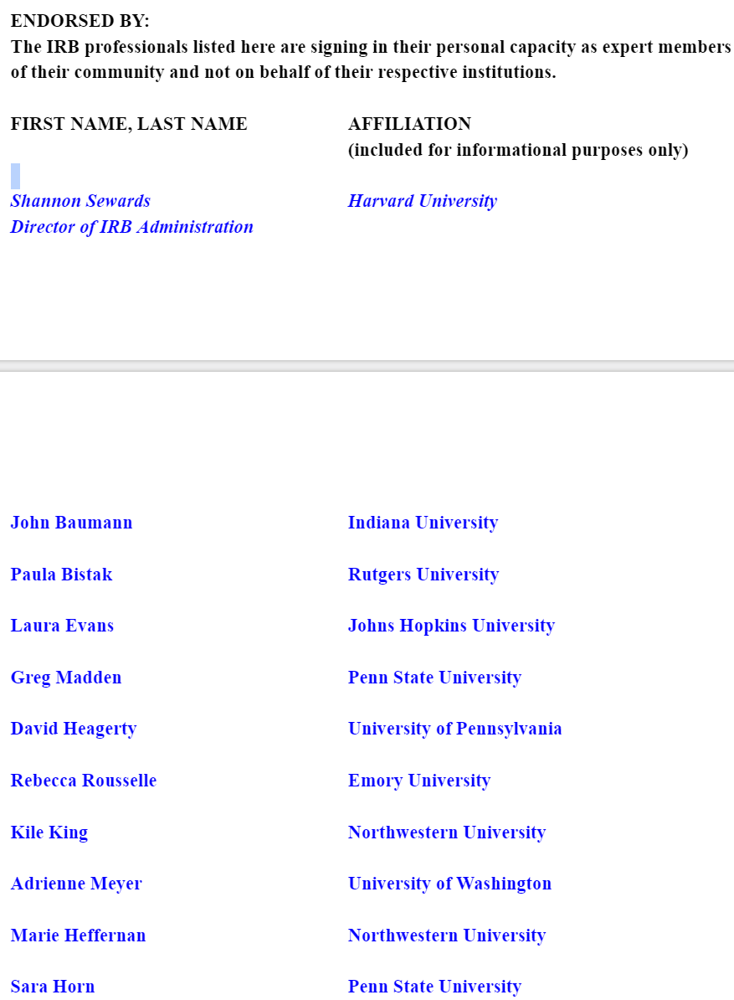 ENDORSED BY:
The IRB professionals listed here are signing in their personal capacity as expert members
of their community and not on behalf of their respective institutions.
FIRST NAME, LAST NAME AFFILIATION
(included for informational purposes only)
Shannon Sewards Harvard University
Director of IRB Administration
John Baumann Indiana University
Paula Bistak Rutgers University
Laura Evans Johns Hopkins University
Greg Madden Penn State University
David Heagerty University of Pennsylvania
Rebecca Rousselle Emory University
Kile King Northwestern University
Adrienne Meyer University of Washington
Marie Heffernan Northwestern University
Sara Horn Penn State University